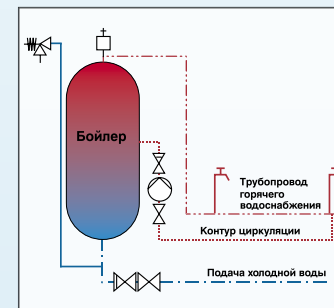 Бойлер
Трубопровод
горячего
водоснабжения
Контур циркуляции
Подача холодной воды